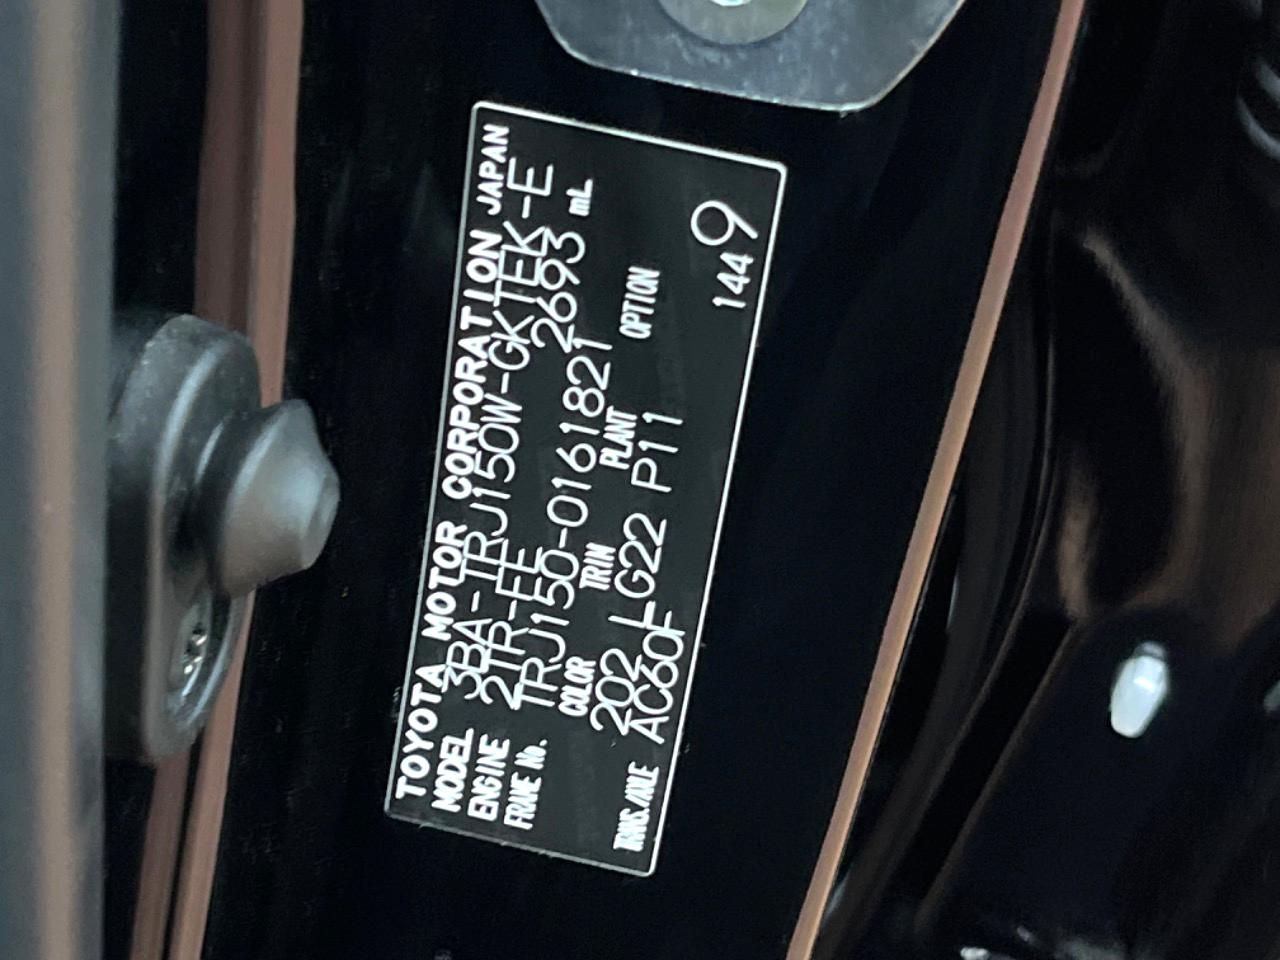 TOYOTA MOTOR CORPORATION JAPAN
MODEL 3BA-TRJ150W-GKTEK-E
ENGINE 2TR-FE 2693 mL
FRAME No. TRJ150-0161821
COLOR TRIM PLANT OPTION
202 LG22 P11
TRANS./AXLE AC60F
1449